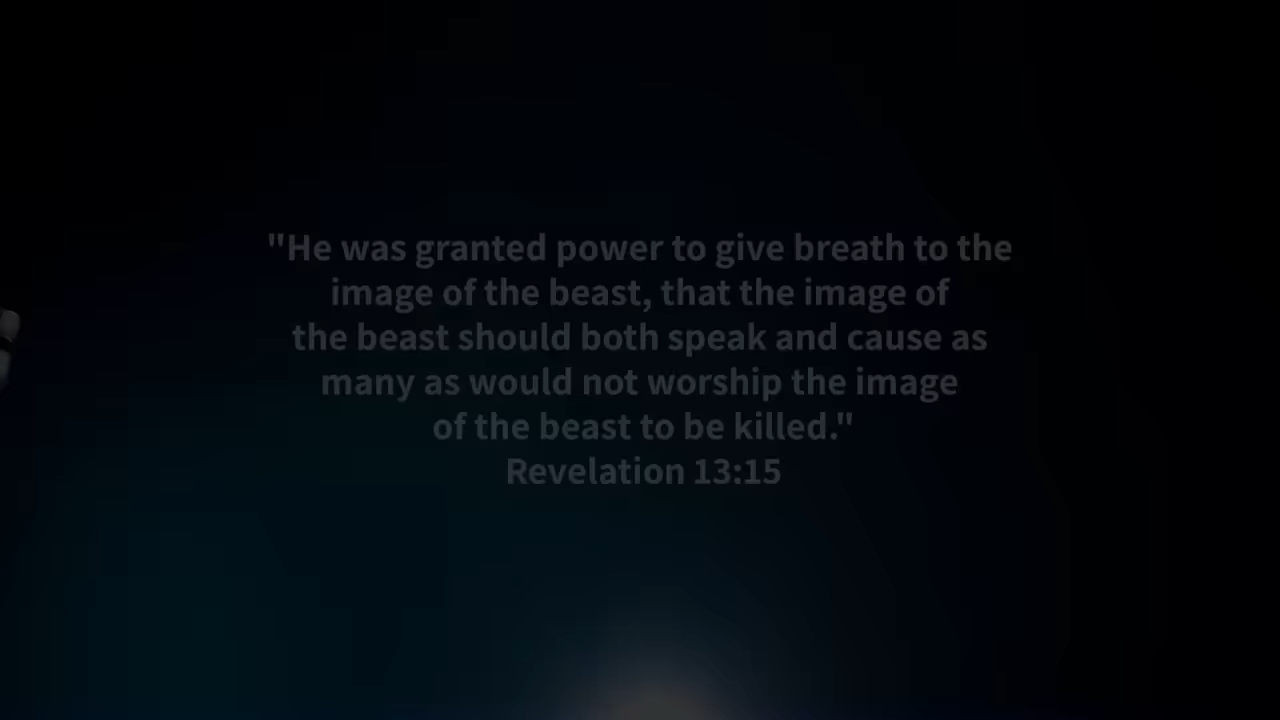 "He was granted power to give breath to the
image of the beast, that the image of
the beast should both speak and cause as
many as would not worship the image
of the beast to be killed."
Revelation 13:15